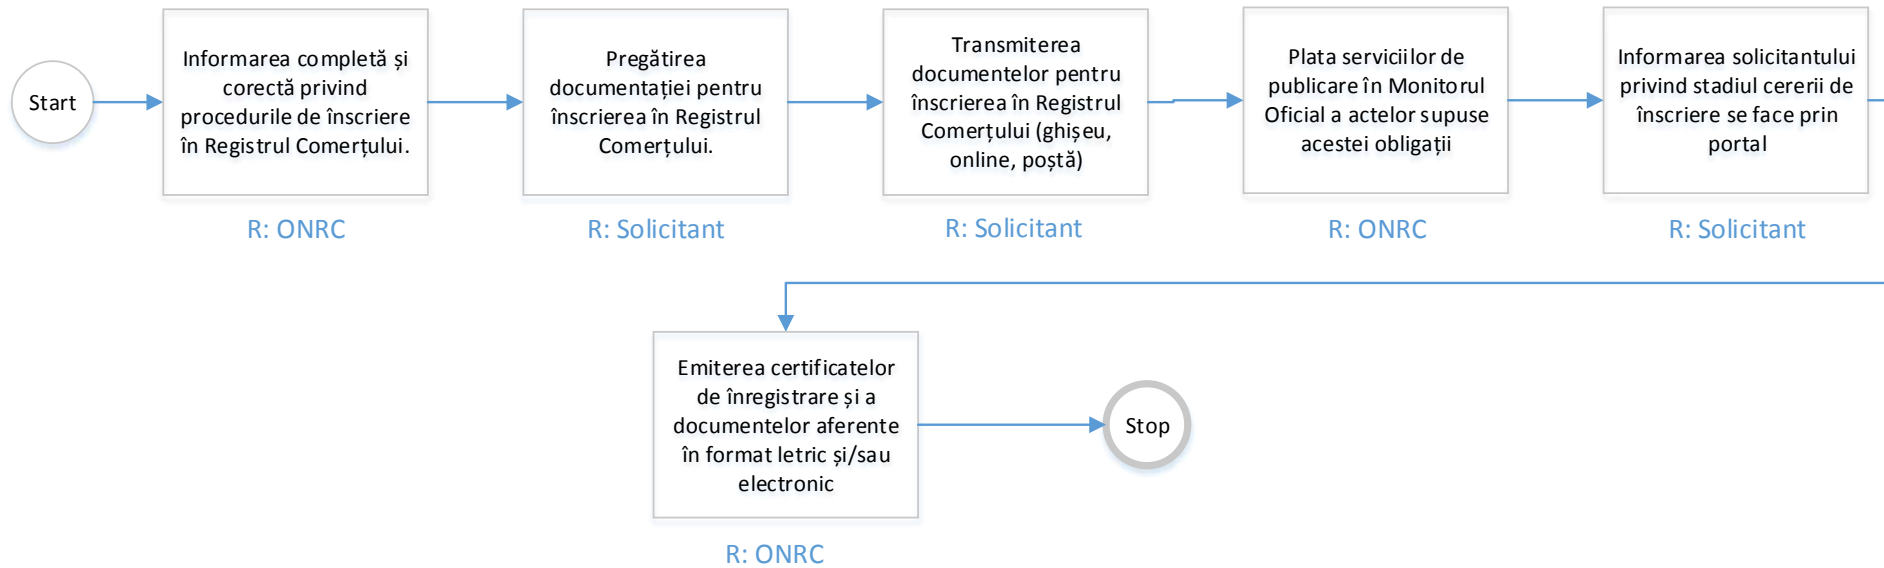 Start
Informarea completă și
corectă privind
procedurile de înscriere
în Registrul Comerțului.
R: ONRC
Pregătirea
documentației pentru
înscrierea în Registrul
Comerțului.
R: Solicitant
Transmiterea
documentelor pentru
înscrierea în Registrul
Comerțului (ghișeu,
online, poștă)
R: Solicitant
Plata serviciilor de
publicare în Monitorul
Oficial a actelor supuse
acestei obligații
R: ONRC
Informarea solicitantului
privind stadiul cererii de
înscriere se face prin
portal
R: Solicitant
Emiterea certificatelor
de înregistrare și a
documentelor aferente
în format letric și/sau
electronic
R: ONRC
Stop